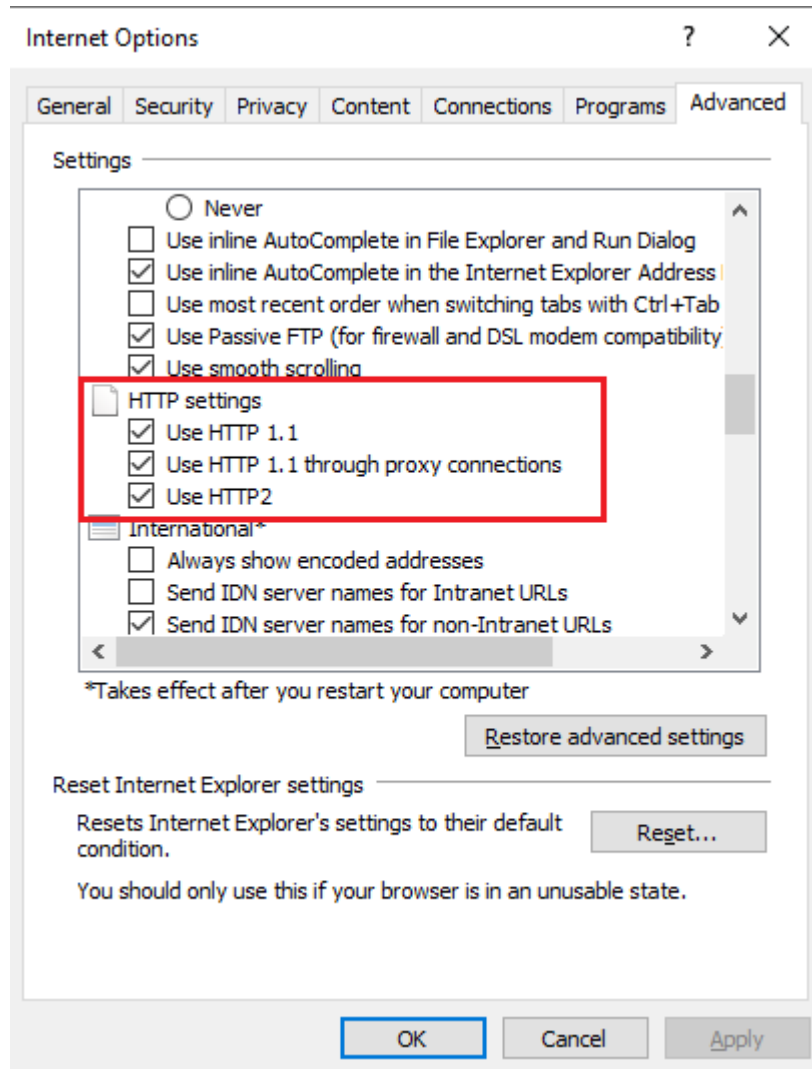 Internet Options
General Security Privacy Content Connections Programs Advanced
Settings
Never
Use inline AutoComplete in File Explorer and Run Dialog
Use inline AutoComplete in the Internet Explorer Address
Use most recent order when switching tabs with Ctrl+Tab
Use Passive FTP (for firewall and DSL modem compatibility
Use smooth scrolling
HTTP settings
Use HTTP 1.1
Use HTTP 1.1 through proxy connections
Use HTTP2
International*
Always show encoded addresses
Send IDN server names for Intranet URLs
Send IDN server names for non-Intranet URLs
*Takes effect after you restart your computer
Restore advanced settings
Reset Internet Explorer settings
Resets Internet Explorer's settings to their default
condition.
Reset...
You should only use this if your browser is in an unusable state.
OK Cancel Apply